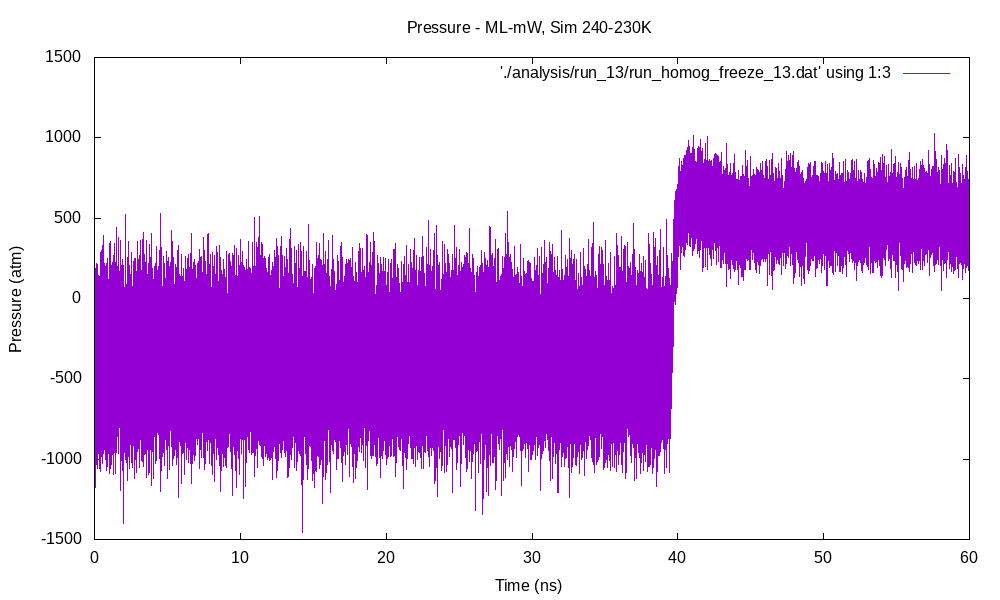 Pressure - ML-mW, Sim 240-230K
'./analysis/run_13/run_homog_freeze_13.dat' using 1:3
1500
1000
500
0
-500
-1000
-1500
Pressure (atm)
0 10 20 30 40 50 60
Time (ns)